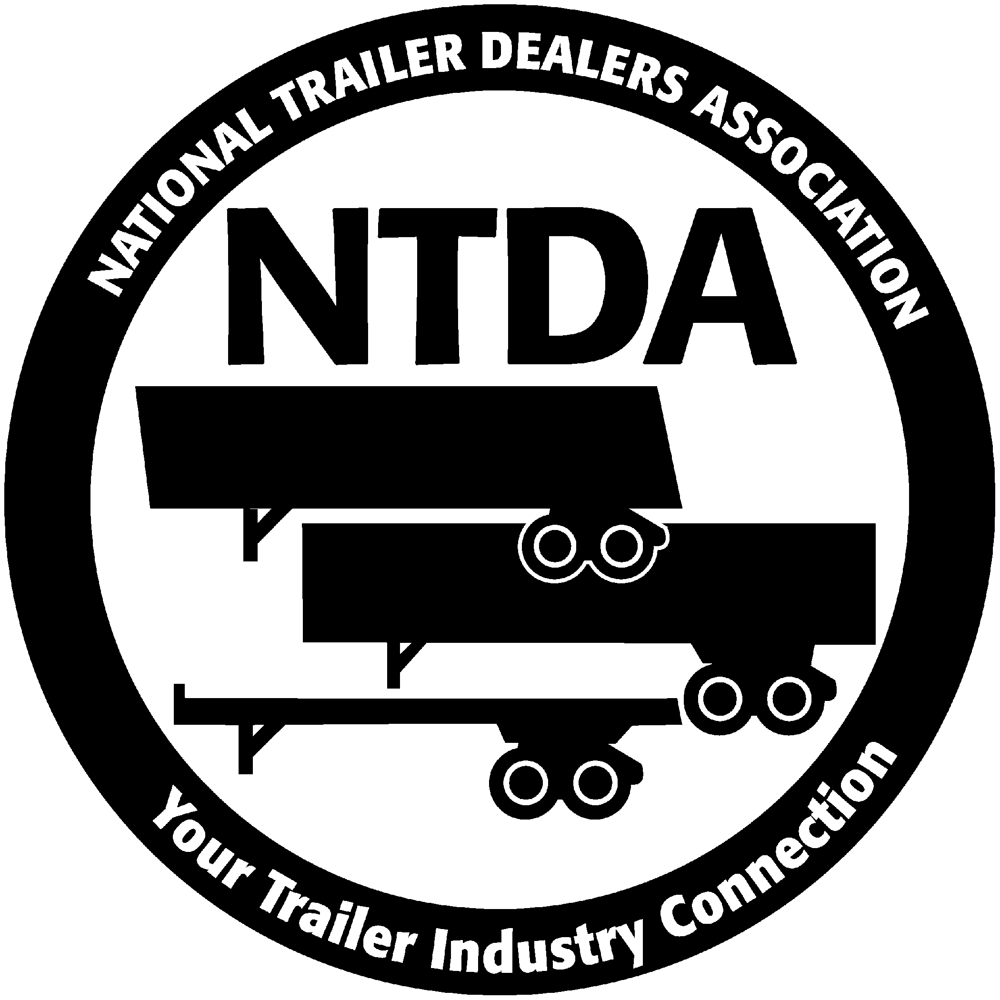 NATIONAL TRAILER DEALERS ASSOCIATION
NTDA
Your Trailer Industry Connection